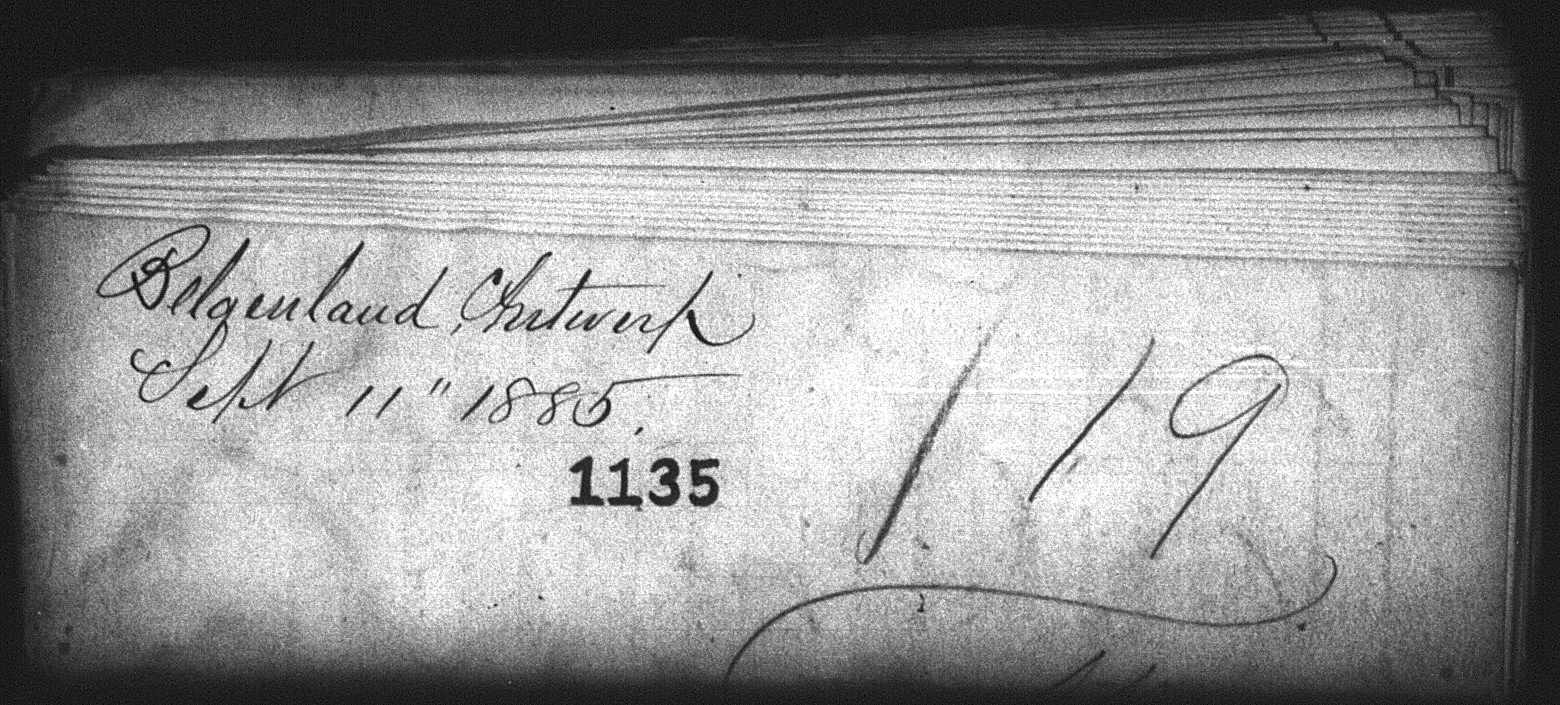 Belgenland, Antwerp
Sept 11" 1885.
1135
119